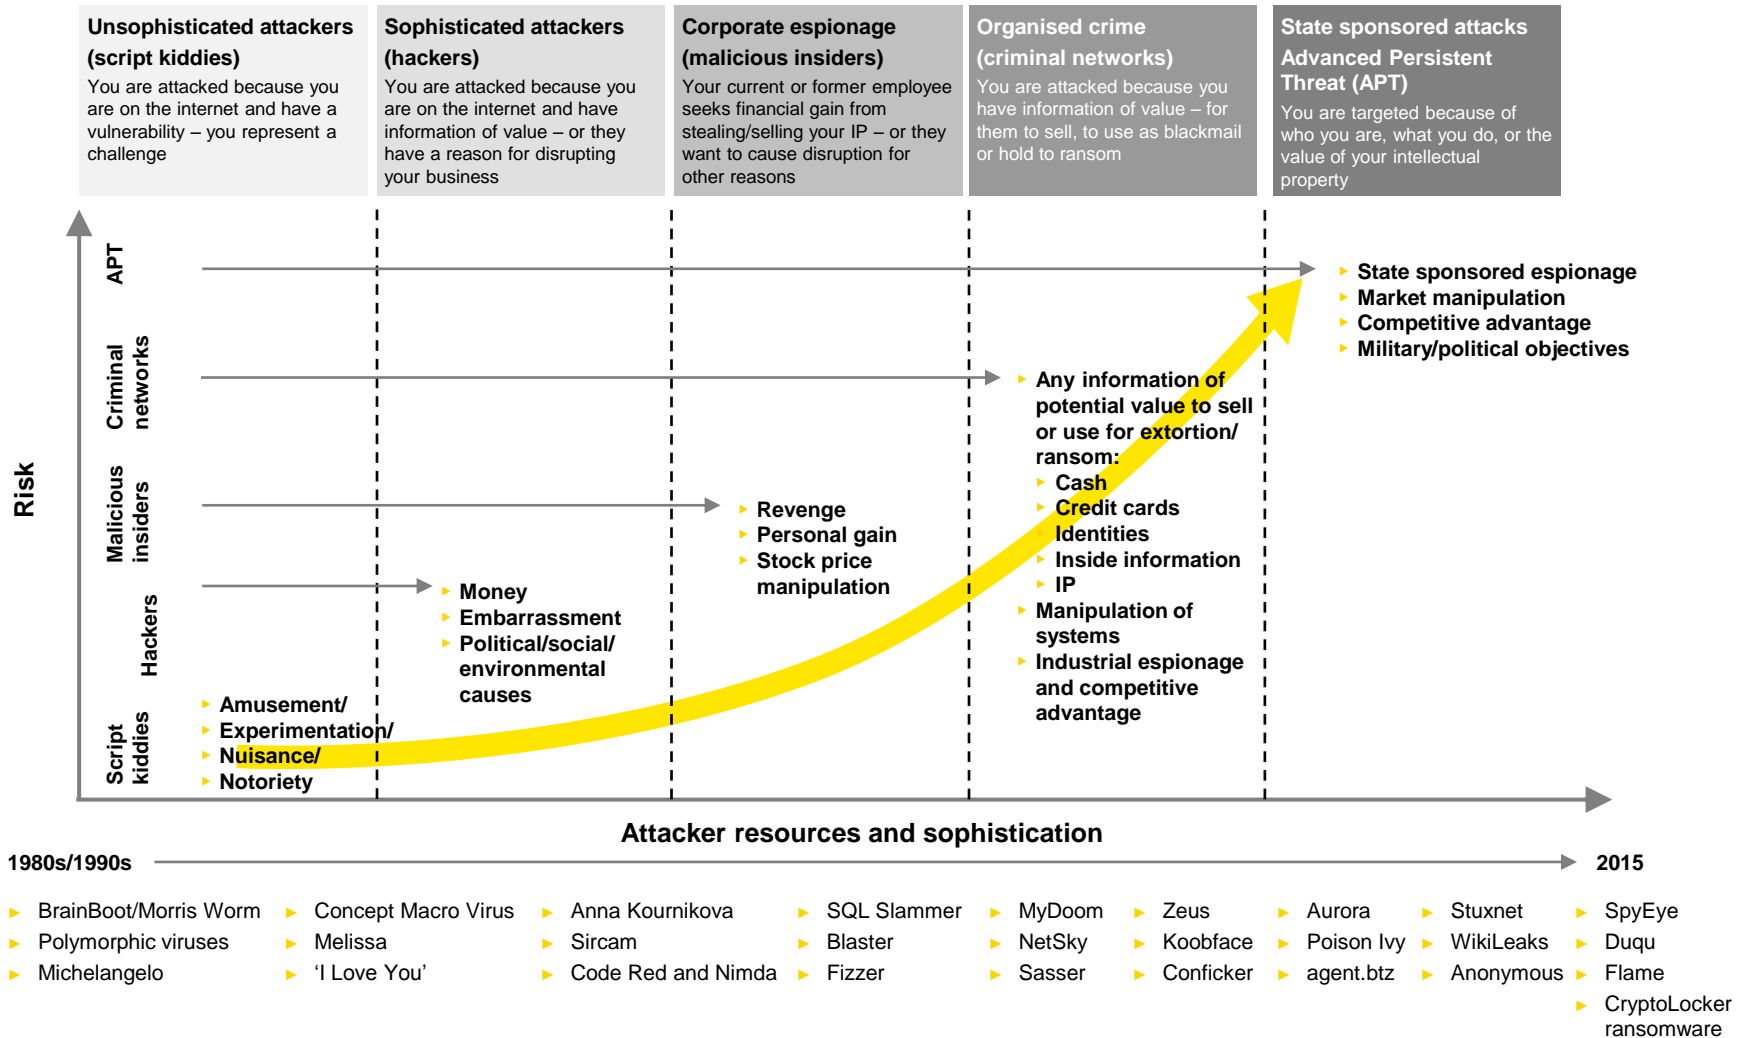 Unsophisticated attackers
(script kiddies)
You are attacked because you
are on the internet and have a
vulnerability – you represent a
challenge
Sophisticated attackers
(hackers)
You are attacked because you
are on the internet and have
information of value – or they
have a reason for disrupting
your business
Corporate espionage
(malicious insiders)
Your current or former employee
seeks financial gain from
stealing/selling your IP – or they
want to cause disruption for
other reasons
Organised crime
(criminal networks)
You are attacked because you
have information of value – for
them to sell, to use as blackmail
or hold to ransom
State sponsored attacks
Advanced Persistent
Threat (APT)
You are targeted because of
who you are, what you do, or the
value of your intellectual
property
Risk
APT
Criminal
networks
Malicious
insiders
Hackers
Script
kiddies
Amusement/
Experimentation/
Nuisance/
Notoriety
Money
Embarrassment
Political/social/
environmental
causes
Revenge
Personal gain
Stock price
manipulation
Any information of
potential value to sell
or use for extortion/
ransom:
Cash
Credit cards
Identities
Inside information
IP
Manipulation of
systems
Industrial espionage
and competitive
advantage
State sponsored espionage
Market manipulation
Competitive advantage
Military/political objectives
Attacker resources and sophistication
1980s/1990s
2015
BrainBoot/Morris Worm
Polymorphic viruses
Michelangelo
Concept Macro Virus
Melissa
‘I Love You’
Anna Kournikova
Sircam
Code Red and Nimda
SQL Slammer
Blaster
Fizzer
MyDoom
NetSky
Sasser
Zeus
Koobface
Conficker
Aurora
Poison Ivy
agent.btz
Stuxnet
WikiLeaks
Anonymous
SpyEye
Duqu
Flame
CryptoLocker
ransomware